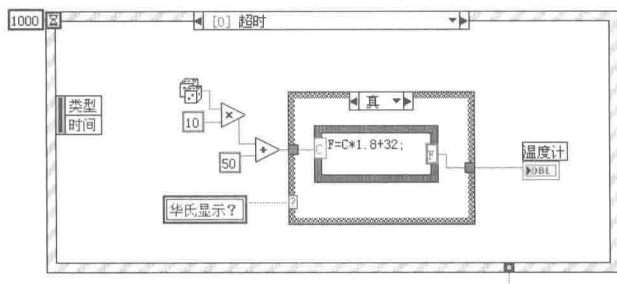 1000
[0] 超时
类型
时间
10
×
50
+
真
C
F=C*1.8+32;
F
温度计
DBL
华氏显示？
?